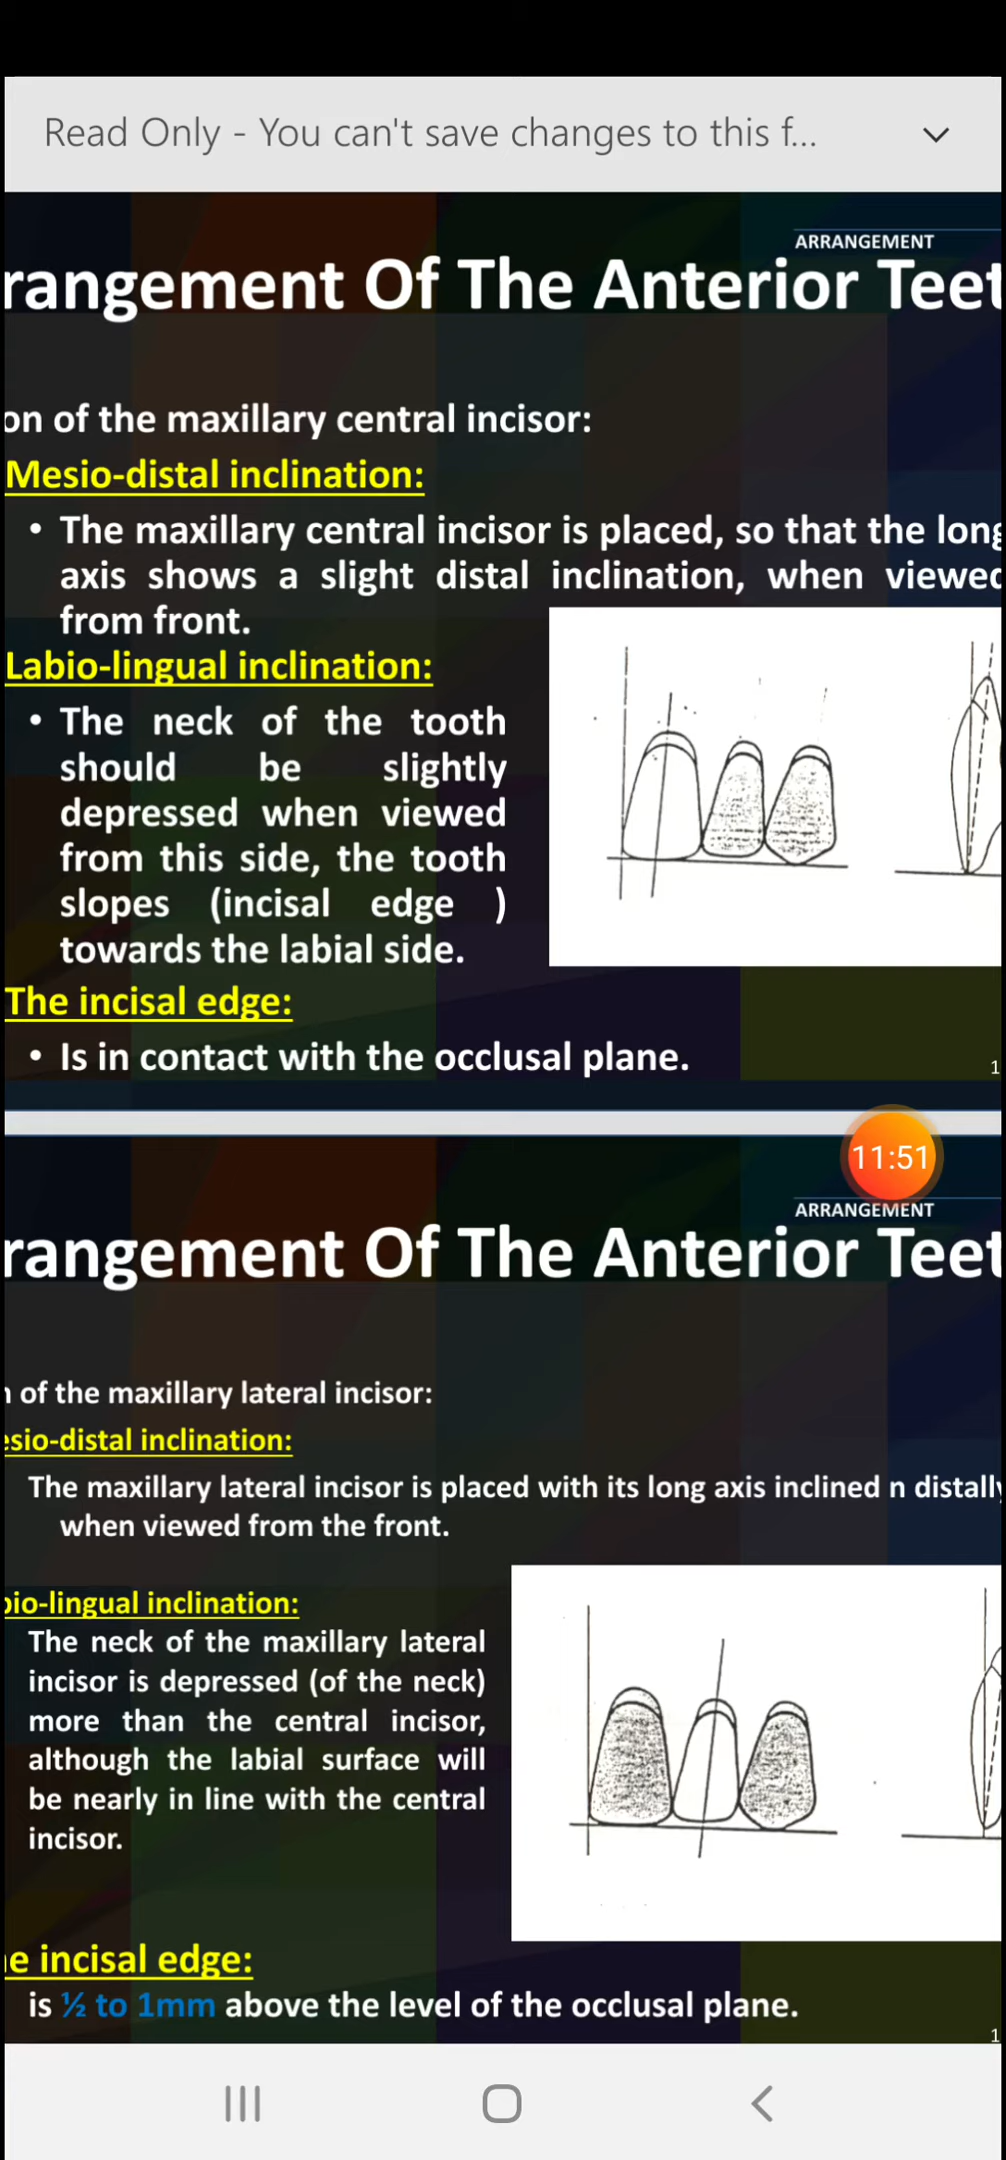 Read Only - You can't save changes to this f...
ARRANGEMENT
rangement Of The Anterior Teet
on of the maxillary central incisor:
Mesio-distal inclination:
• The maxillary central incisor is placed, so that the long
axis shows a slight distal inclination, when viewed
from front.
Labio-lingual inclination:
• The neck of the tooth
should be slightly
depressed when viewed
from this side, the tooth
slopes (incisal edge )
towards the labial side.
The incisal edge:
• Is in contact with the occlusal plane.
1
11:51
ARRANGEMENT
rangement Of The Anterior Teet
n of the maxillary lateral incisor:
esio-distal inclination:
The maxillary lateral incisor is placed with its long axis inclined n distally
when viewed from the front.
bio-lingual inclination:
The neck of the maxillary lateral
incisor is depressed (of the neck)
more than the central incisor,
although the labial surface will
be nearly in line with the central
incisor.
e incisal edge:
is ½ to 1mm above the level of the occlusal plane.
1